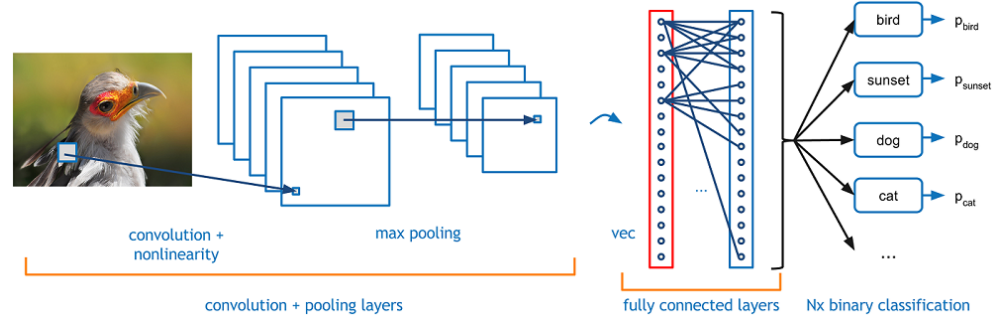 bird
p_bird
sunset
p_sunset
dog
p_dog
cat
p_cat
...
...
convolution +
nonlinearity
max pooling
vec
convolution + pooling layers
fully connected layers
Nx binary classification